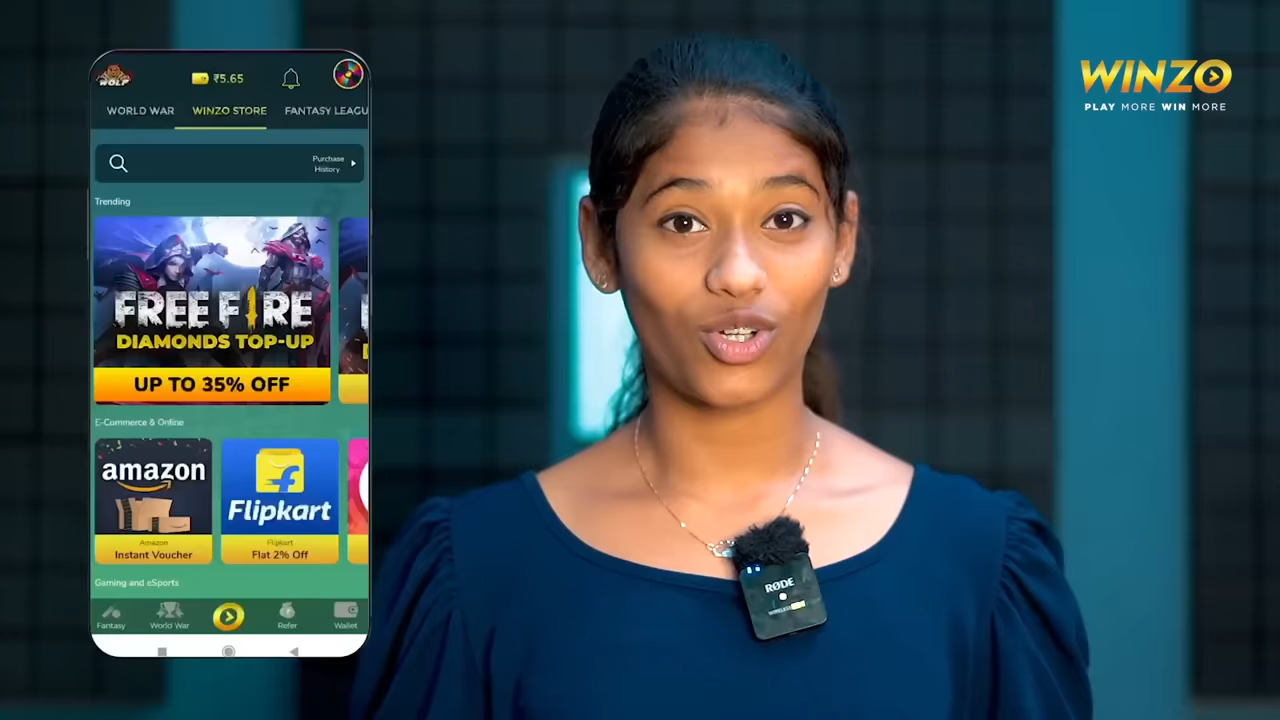 WOLF
₹5.65
WORLD WAR
WINZO STORE
FANTASY LEAGU
Purchase
History
Trending
FREE FIRE
DIAMONDS TOP-UP
UP TO 35% OFF
E-Commerce & Online
amazon
Amazon
Instant Voucher
Flipkart
Flipkart
Flat 2% Off
Gaming and eSports
Fantasy
World War
Refer
Wallet
WINZO
PLAY MORE WIN MORE
RØDE
WIRELESS